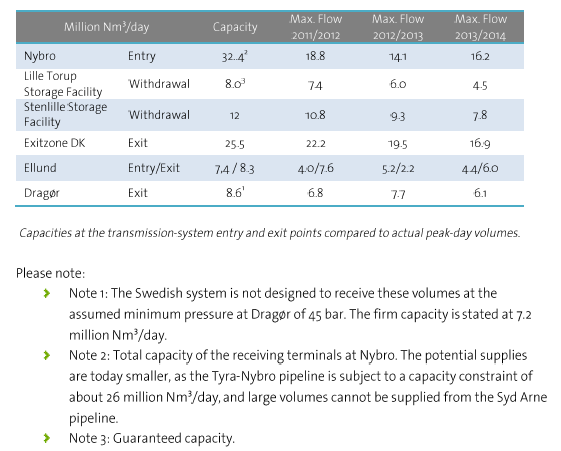 Million Nm³/day Capacity Max. Flow 2011/2012 Max. Flow 2012/2013 Max. Flow 2013/2014
Nybro Entry 32..4² 18.8 14.1 16.2
Lille Torup Storage Facility Withdrawal 8.0³ 7.4 6.0 4.5
Stenlille Storage Facility Withdrawal 12 10.8 9.3 7.8
Exitzone DK Exit 25.5 22.2 19.5 16.9
Ellund Entry/Exit 7,4 / 8.3 4.0/7.6 5.2/2.2 4.4/6.0
Dragør Exit 8.6¹ 6.8 7.7 6.1
Capacities at the transmission-system entry and exit points compared to actual peak-day volumes.
Please note:
Note 1: The Swedish system is not designed to receive these volumes at the
assumed minimum pressure at Dragør of 45 bar. The firm capacity is stated at 7.2
million Nm³/day.
Note 2: Total capacity of the receiving terminals at Nybro. The potential supplies
are today smaller, as the Tyra-Nybro pipeline is subject to a capacity constraint of
about 26 million Nm³/day, and large volumes cannot be supplied from the Syd Arne
pipeline.
Note 3: Guaranteed capacity.